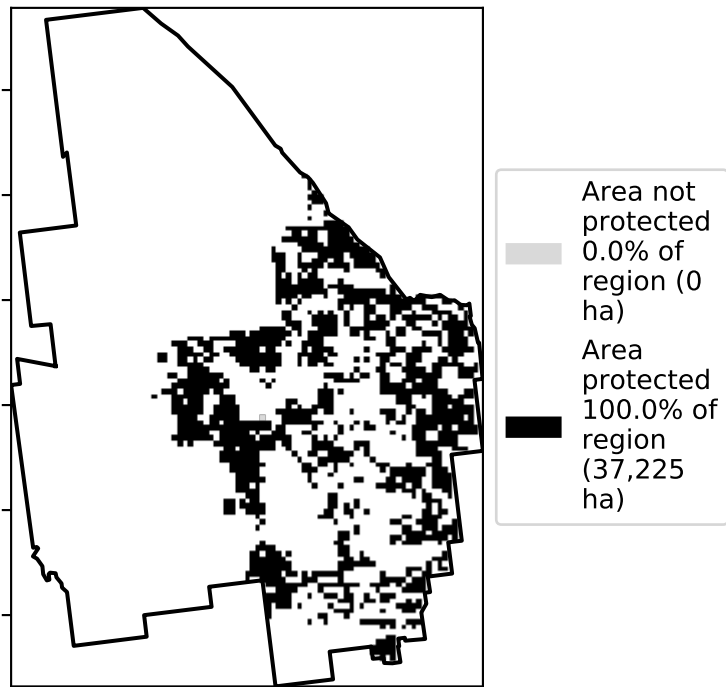 Area not
protected
0.0% of
region (0
ha)
Area
protected
100.0% of
region
(37,225
ha)